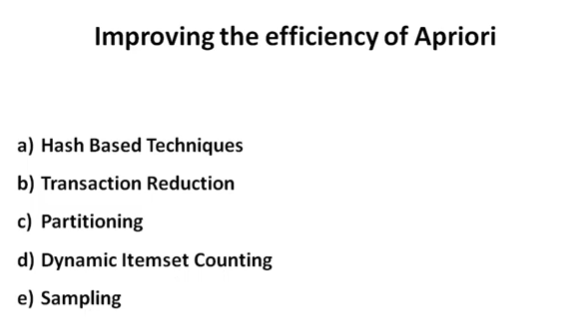 Improving the efficiency of Apriori
a) Hash Based Techniques
b) Transaction Reduction
c) Partitioning
d) Dynamic Itemset Counting
e) Sampling